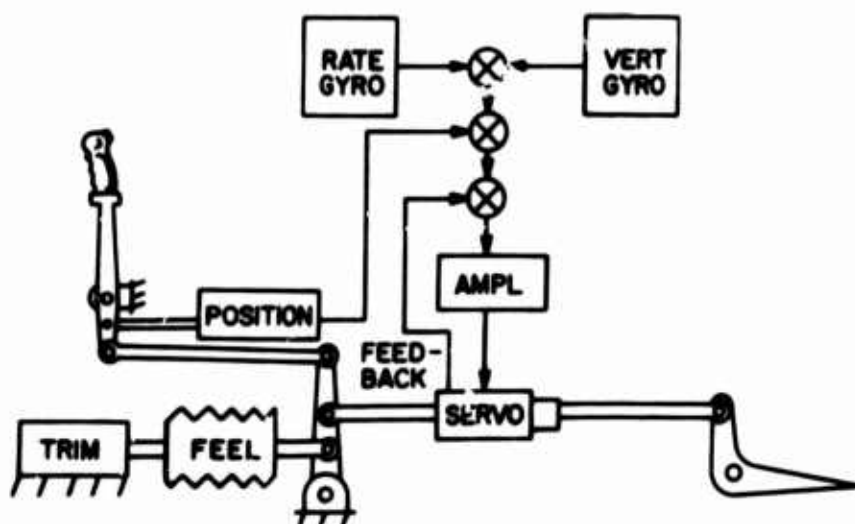 RATE
GYRO
VERT
GYRO
AMPL
POSITION
FEED-
BACK
SERVO
TRIM
FEEL